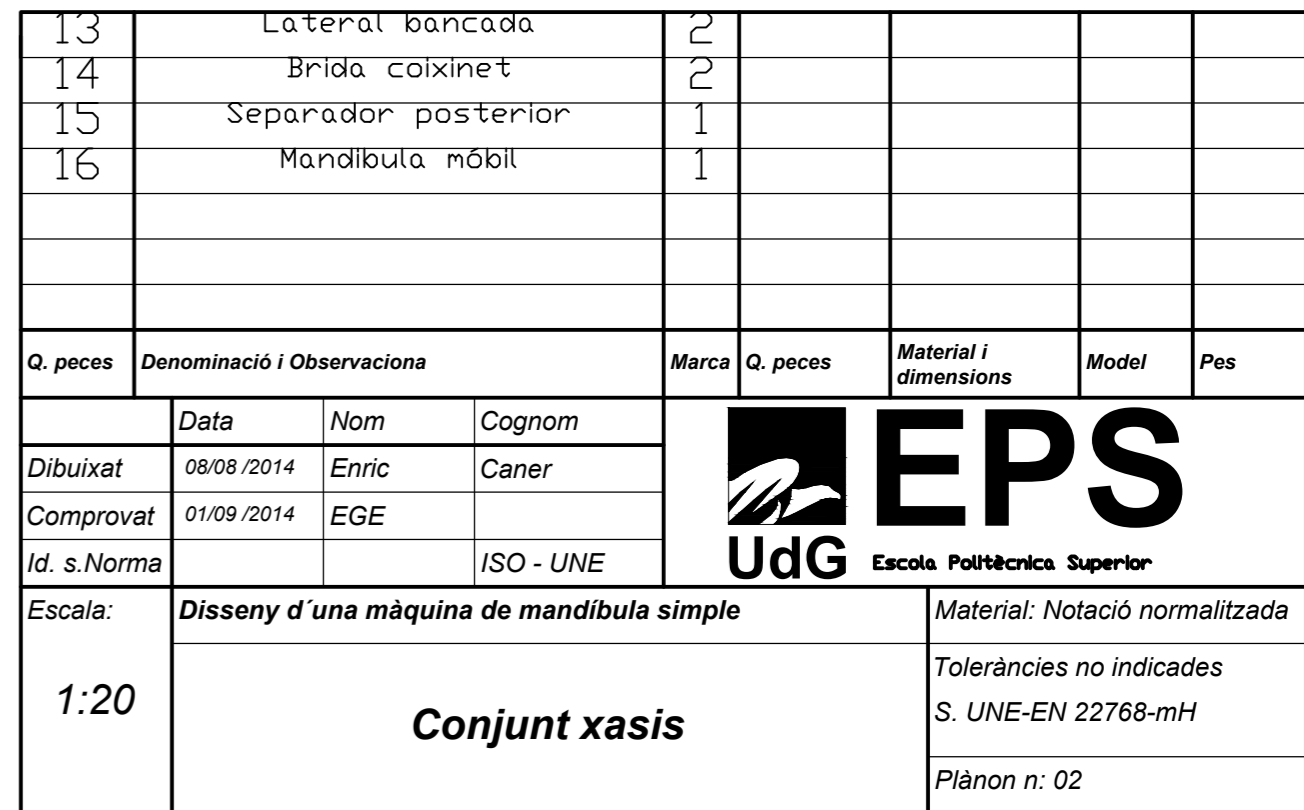 13 Lateral bancada 2
14 Brida coixinet 2
15 Separador posterior 1
16 Mandibula móbil 1
Q. peces Denominació i Observaciona Marca Q. peces Material i dimensions Model Pes
Data Nom Cognom
Dibuixat 08/08 /2014 Enric Caner
Comprovat 01/09 /2014 EGE
Id. s.Norma ISO - UNE
EPS
UdG Escola Politècnica Superior
Escala: Disseny d´una màquina de mandíbula simple Material: Notació normalitzada
1:20 Conjunt xasis
Toleràncies no indicades
S. UNE-EN 22768-mH
Plànon n: 02